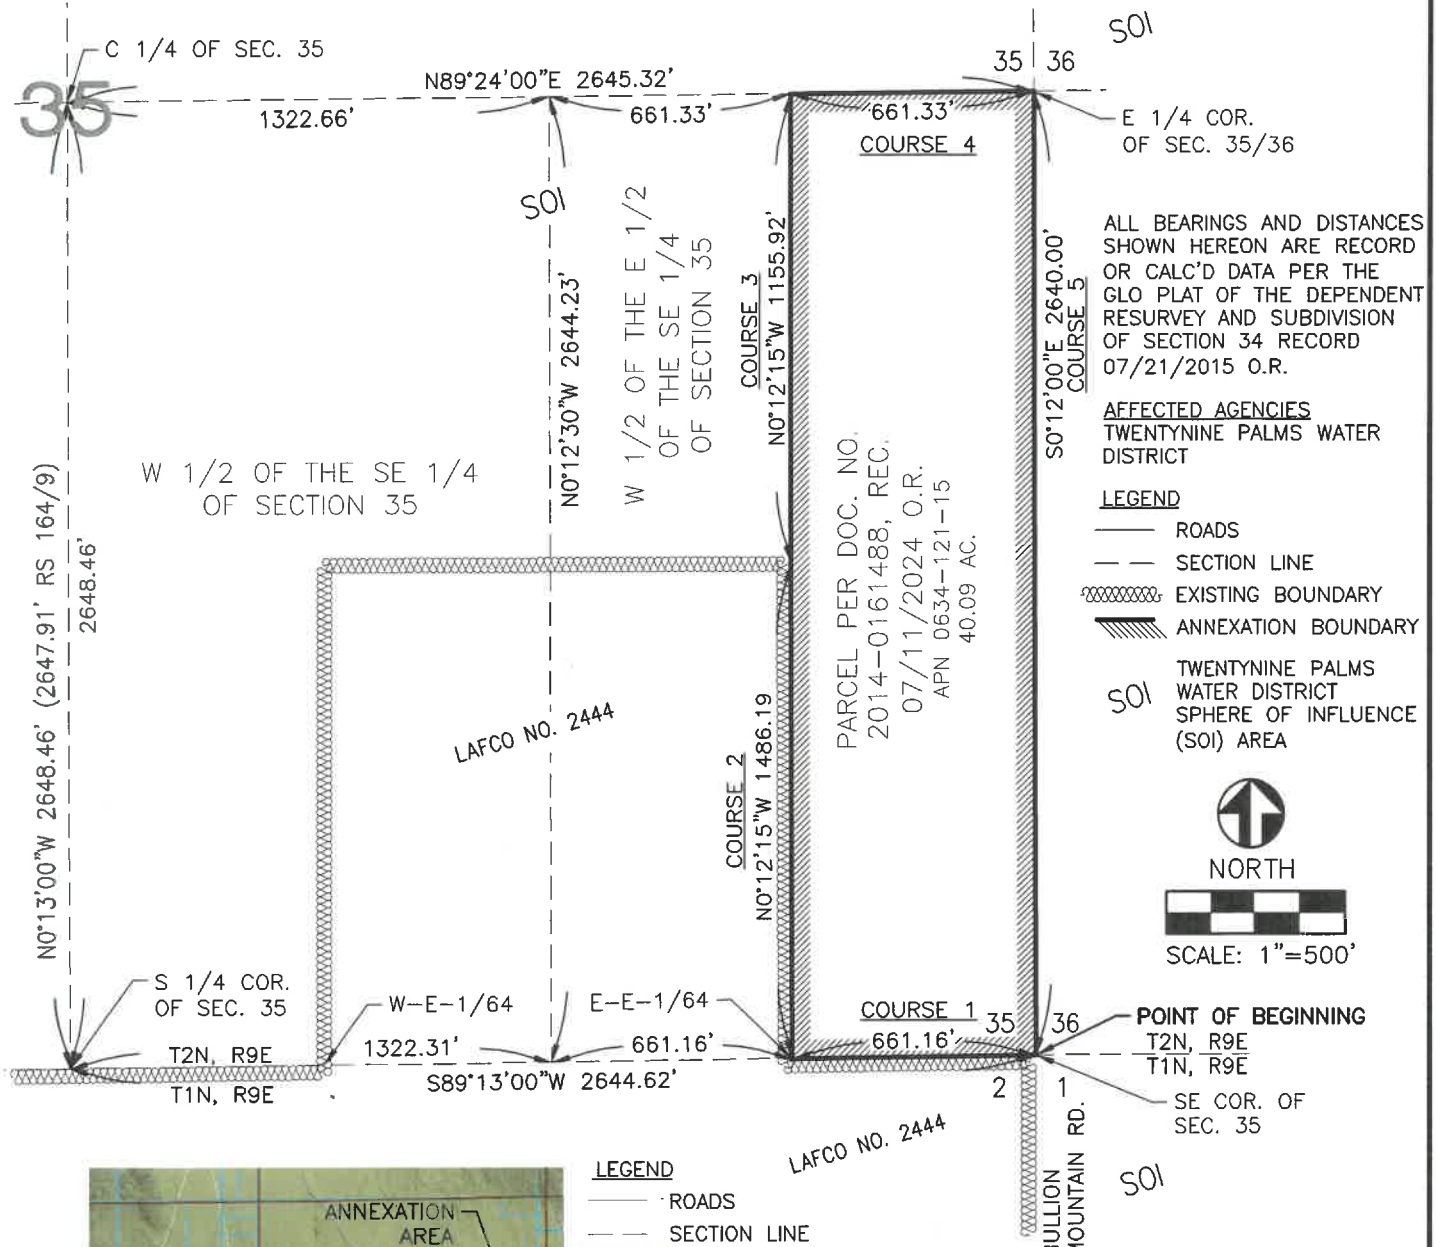 SOI
C 1/4 OF SEC. 35
35
N89°24'00"E 2645.32'
1322.66'
661.33'
661.33'
COURSE 4
35 36
E 1/4 COR.
OF SEC. 35/36
SOI
W 1/2 OF THE E 1/2
OF THE SE 1/4
OF SECTION 35
N0°12'30"W 2644.23'
COURSE 3
N0°12'15"W 1155.92'
S0°12'00"E 2640.00'
COURSE 5
ALL BEARINGS AND DISTANCES
SHOWN HEREON ARE RECORD
OR CALC'D DATA PER THE
GLO PLAT OF THE DEPENDENT
RESURVEY AND SUBDIVISION
OF SECTION 34 RECORD
07/21/2015 O.R.
AFFECTED AGENCIES
TWENTYNINE PALMS WATER
DISTRICT
W 1/2 OF THE SE 1/4
OF SECTION 35
N0°13'00"W 2648.46' (2647.91' RS 164/9)
2648.46'
PARCEL PER DOC. NO.
2014-0161488, REC.
07/11/2024 O.R.
APN 0634-121-15
40.09 AC.
LEGEND
ROADS
SECTION LINE
EXISTING BOUNDARY
ANNEXATION BOUNDARY
SOI
TWENTYNINE PALMS
WATER DISTRICT
SPHERE OF INFLUENCE
(SOI) AREA
LAFCO NO. 2444
COURSE 2
N0°12'15"W 1486.19
NORTH
SCALE: 1"=500'
S 1/4 COR.
OF SEC. 35
W-E-1/64
E-E-1/64
COURSE 1
35 36
POINT OF BEGINNING
T2N, R9E
T1N, R9E
T2N, R9E
T1N, R9E
1322.31'
661.16'
661.16'
S89°13'00"W 2644.62'
2 1
SE COR. OF
SEC. 35
LAFCO NO. 2444
BULLION
MOUNTAIN RD.
SOI
ANNEXATION
AREA
LEGEND
ROADS
SECTION LINE